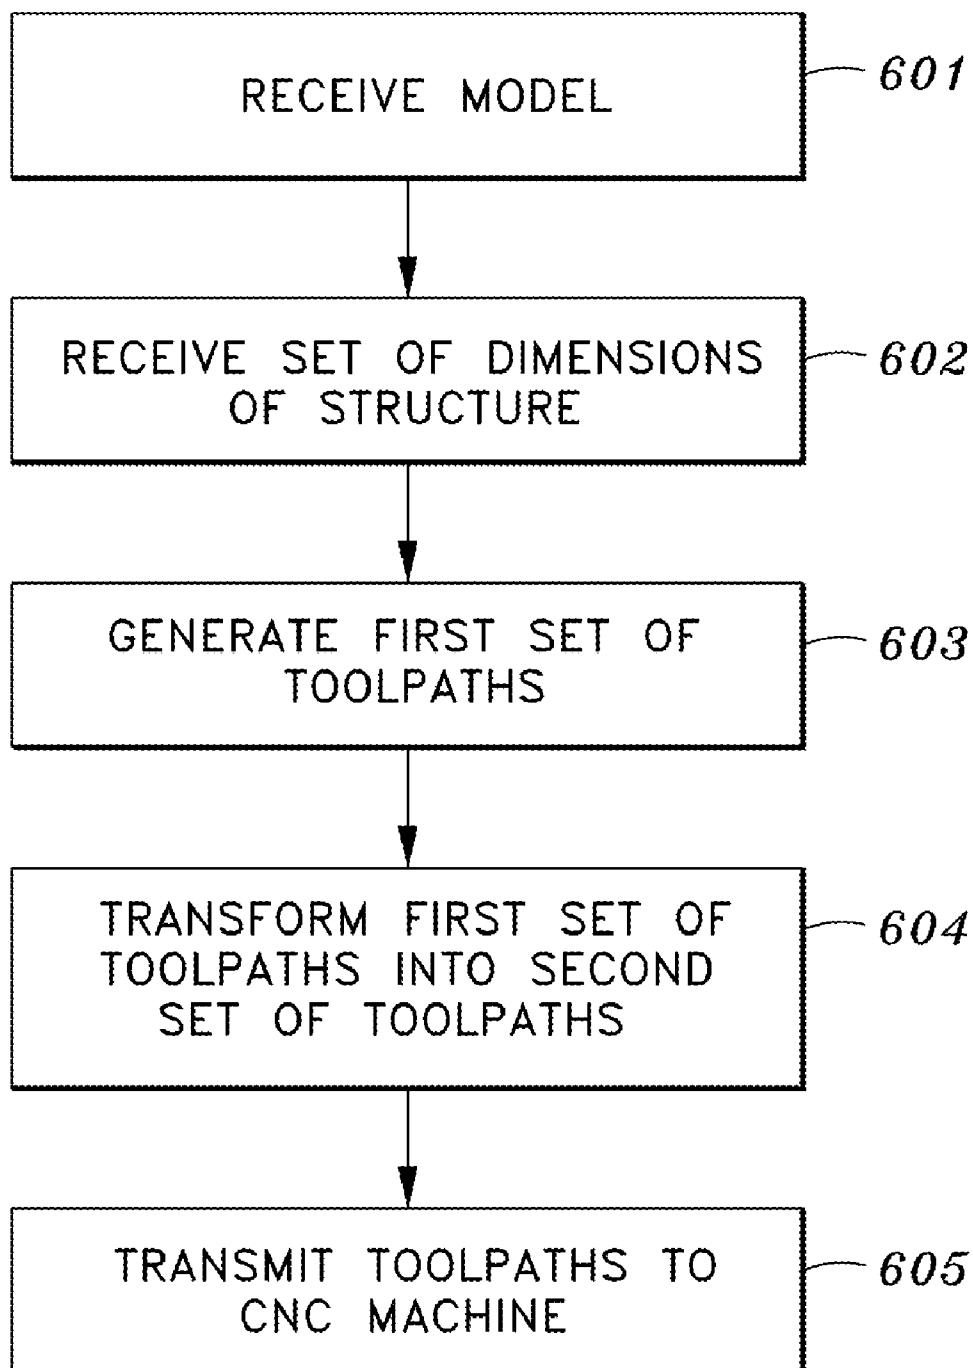 RECEIVE MODEL
601
RECEIVE SET OF DIMENSIONS
OF STRUCTURE
602
GENERATE FIRST SET OF
TOOLPATHS
603
TRANSFORM FIRST SET OF
TOOLPATHS INTO SECOND
SET OF TOOLPATHS
604
TRANSMIT TOOLPATHS TO
CNC MACHINE
605